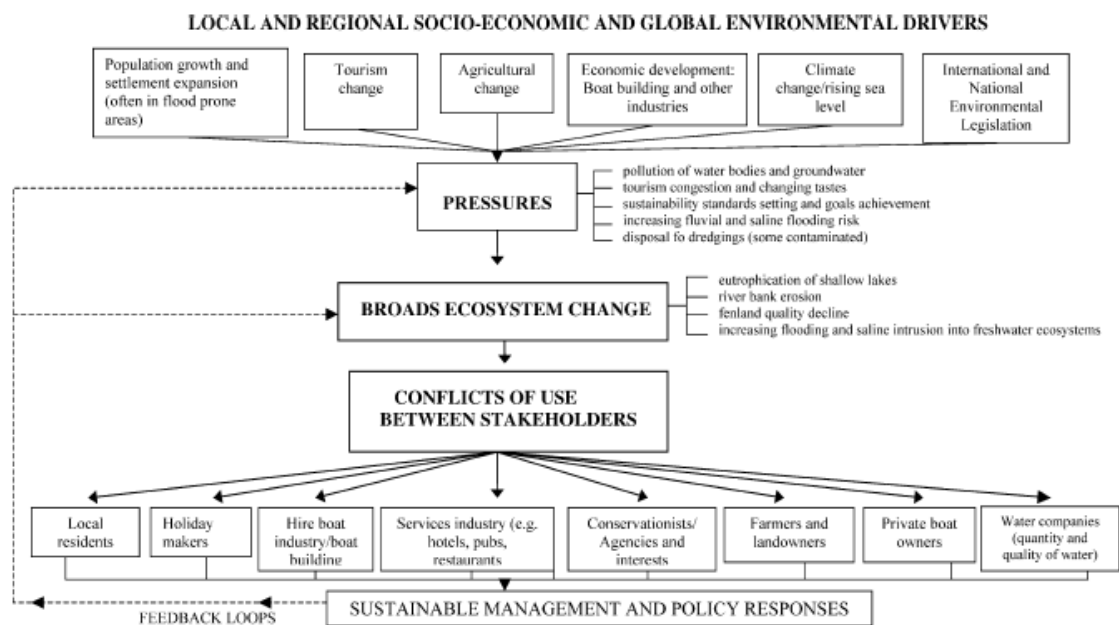 LOCAL AND REGIONAL SOCIO-ECONOMIC AND GLOBAL ENVIRONMENTAL DRIVERS
Population growth and
settlement expansion
(often in flood prone
areas)
Tourism
change
Agricultural
change
Economic development:
Boat building and other
industries
Climate
change/rising sea
level
International and
National
Environmental
Legislation
PRESSURES
pollution of water bodies and groundwater
tourism congestion and changing tastes
sustainability standards setting and goals achievement
increasing fluvial and saline flooding risk
disposal fo dredgings (some contaminated)
BROADS ECOSYSTEM CHANGE
eutrophication of shallow lakes
river bank erosion
fenland quality decline
increasing flooding and saline intrusion into freshwater ecosystems
CONFLICTS OF USE
BETWEEN STAKEHOLDERS
Local
residents
Holiday
makers
Hire boat
industry/boat
building
Services industry (e.g.
hotels, pubs,
restaurants
Conservationists/
Agencies and
interests
Farmers and
landowners
Private boat
owners
Water companies
(quantity and
quality of water)
FEEDBACK LOOPS
SUSTAINABLE MANAGEMENT AND POLICY RESPONSES